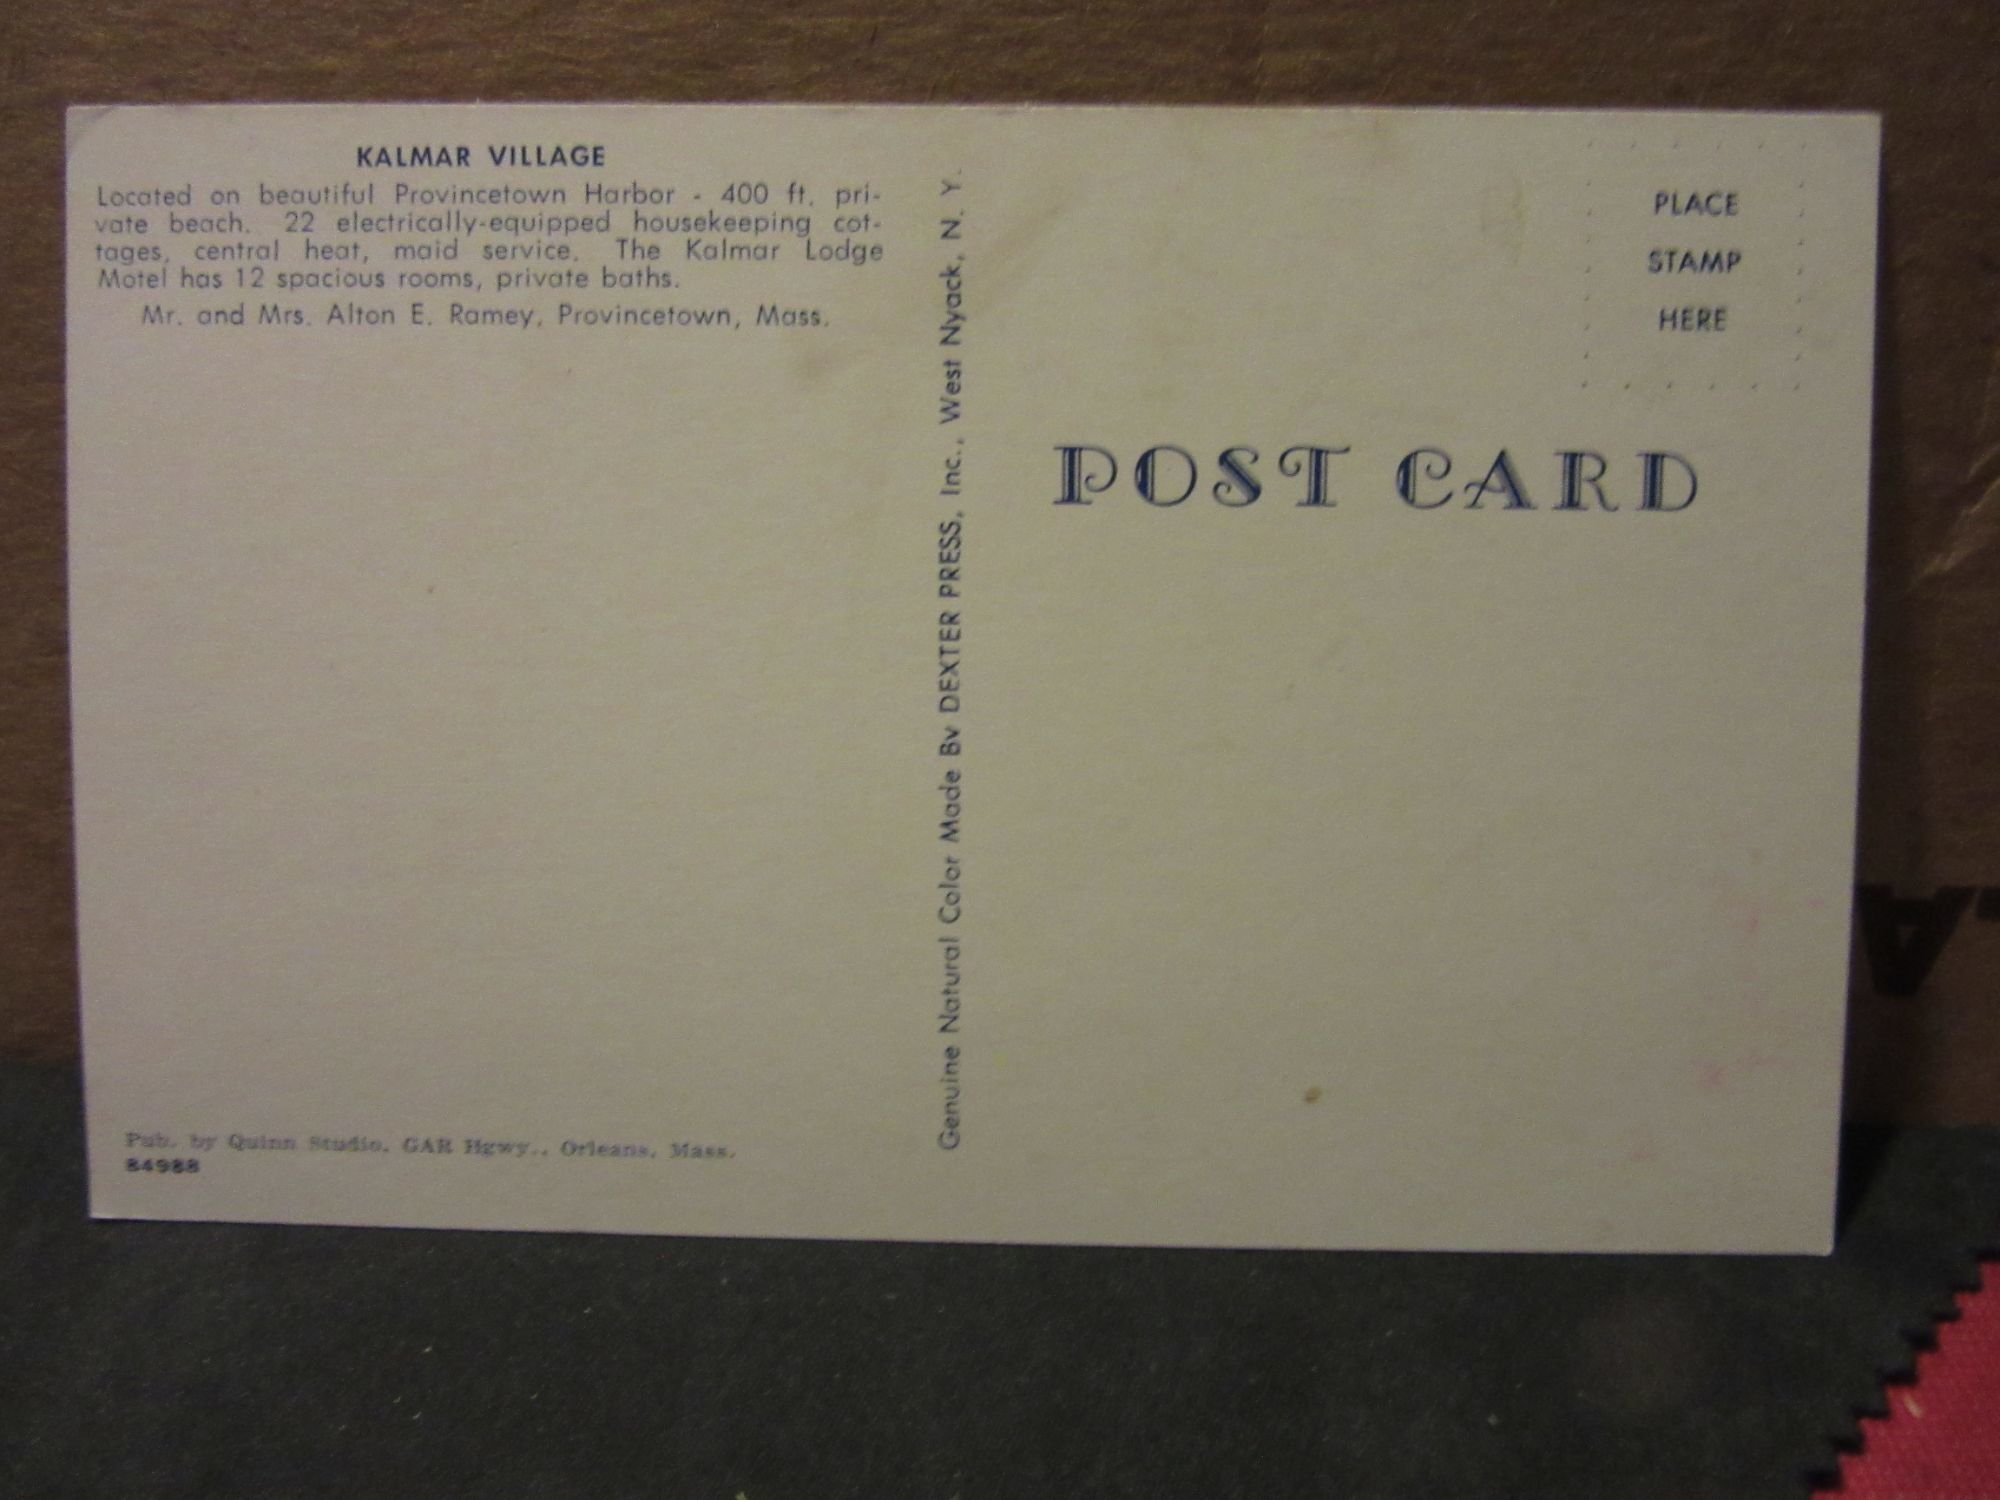 KALMAR VILLAGE
Located on beautiful Provincetown Harbor - 400 ft. pri-
vate beach. 22 electrically-equipped housekeeping cot-
tages, central heat, maid service. The Kalmar Lodge
Motel has 12 spacious rooms, private baths.
Mr. and Mrs. Alton E. Ramey, Provincetown, Mass.
Pub. by Quinn Studio, GAR Hgwy., Orleans, Mass.
84988
Genuine Natural Color Made By DEXTER PRESS, Inc., West Nyack, N. Y.
PLACE
STAMP
HERE
POST CARD